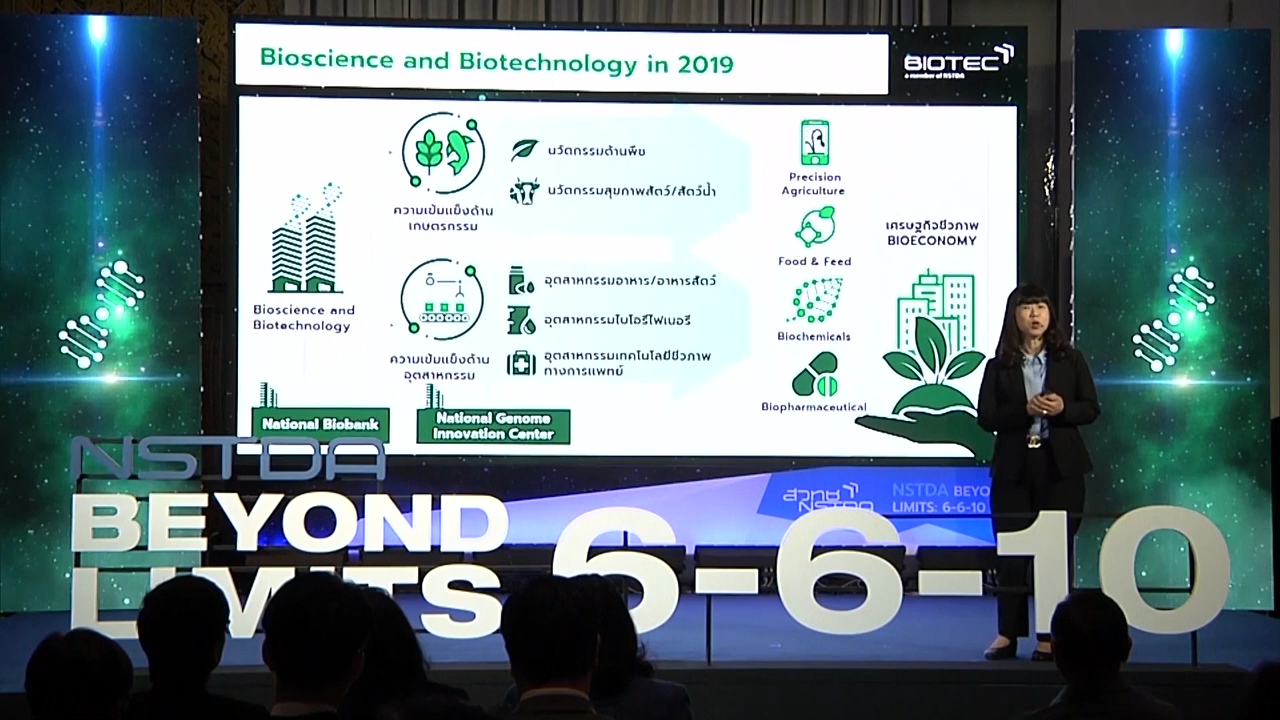 Bioscience and Biotechnology in 2019
BIOTEC
a member of NSTDA
Bioscience and
Biotechnology
ความเข้มแข็งด้าน
เกษตรกรรม
นวัตกรรมด้านพืช
นวัตกรรมสุขภาพสัตว์/สัตว์น้ำ
ความเข้มแข็งด้าน
อุตสาหกรรม
อุตสาหกรรมอาหาร/อาหารสัตว์
อุตสาหกรรมไบโอรีไฟเนอรี
อุตสาหกรรมเทคโนโลยีชีวภาพ
ทางการแพทย์
Precision
Agriculture
Food & Feed
Biochemicals
Biopharmaceutical
เศรษฐกิจชีวภาพ
BIOECONOMY
National Biobank
National Genome
Innovation Center
สวทช
NSTDA
NSTDA BEYO
LIMITS: 6-6-10
NSTDA
BEYOND
LIMITS 6-6-10